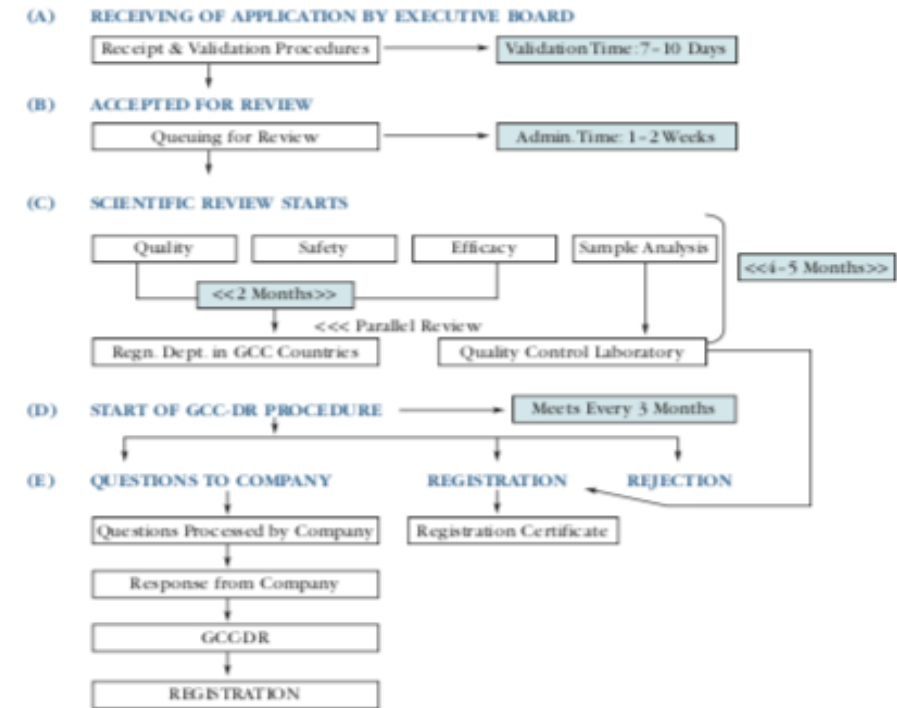 (A) RECEIVING OF APPLICATION BY EXECUTIVE BOARD
Receipt & Validation Procedures
Validation Time: 7-10 Days
(B) ACCEPTED FOR REVIEW
Queuing for Review
Admin. Time: 1-2 Weeks
(C) SCIENTIFIC REVIEW STARTS
Quality
Safety
Efficacy
Sample Analysis
<<4-5 Months>>
<<2 Months>>
<<< Parallel Review
Regn. Dept. in GCC Countries
Quality Control Laboratory
(D) START OF GCC-DR PROCEDURE
Meets Every 3 Months
(E) QUESTIONS TO COMPANY
REGISTRATION
REJECTION
Questions Processed by Company
Registration Certificate
Response from Company
GCC-DR
REGISTRATION